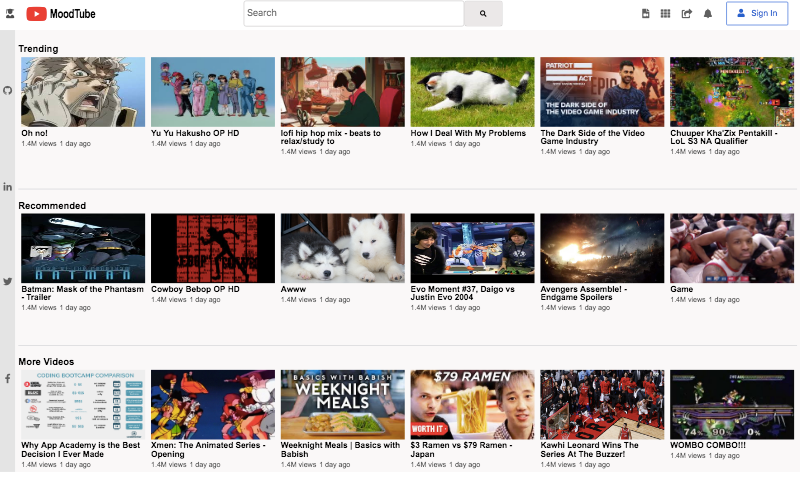 MoodTube
Search
Sign In
Trending
PATRIOT
ACT
EPIC
THE DARK SIDE OF
THE VIDEO GAME INDUSTRY
PENTAKILL!
Oh no!
1.4M views 1 day ago
Yu Yu Hakusho OP HD
1.4M views 1 day ago
lofi hip hop mix - beats to
relax/study to
1.4M views 1 day ago
How I Deal With My Problems
1.4M views 1 day ago
The Dark Side of the Video
Game Industry
1.4M views 1 day ago
Chuuper Kha'Zix Pentakill -
LoL S3 NA Qualifier
1.4M views 1 day ago
Recommended
BATMAN
Batman: Mask of the Phantasm
- Trailer
1.4M views 1 day ago
Cowboy Bebop OP HD
1.4M views 1 day ago
Awww
1.4M views 1 day ago
Evo Moment #37, Daigo vs
Justin Evo 2004
1.4M views 1 day ago
Avengers Assemble! -
Endgame Spoilers
1.4M views 1 day ago
Game
1.4M views 1 day ago
More Videos
CODING BOOTCAMP COMPARISON
BASICS WITH BABISH
WEEKNIGHT
MEALS
$79 RAMEN
WORTH IT
74% 90% 0%
Why App Academy is the Best
Decision I Ever Made
1.4M views 1 day ago
Xmen: The Animated Series -
Opening
1.4M views 1 day ago
Weeknight Meals | Basics with
Babish
1.4M views 1 day ago
$3 Ramen vs $79 Ramen -
Japan
1.4M views 1 day ago
Kawhi Leonard Wins The
Series At The Buzzer!
1.4M views 1 day ago
WOMBO COMBO!!!
1.4M views 1 day ago